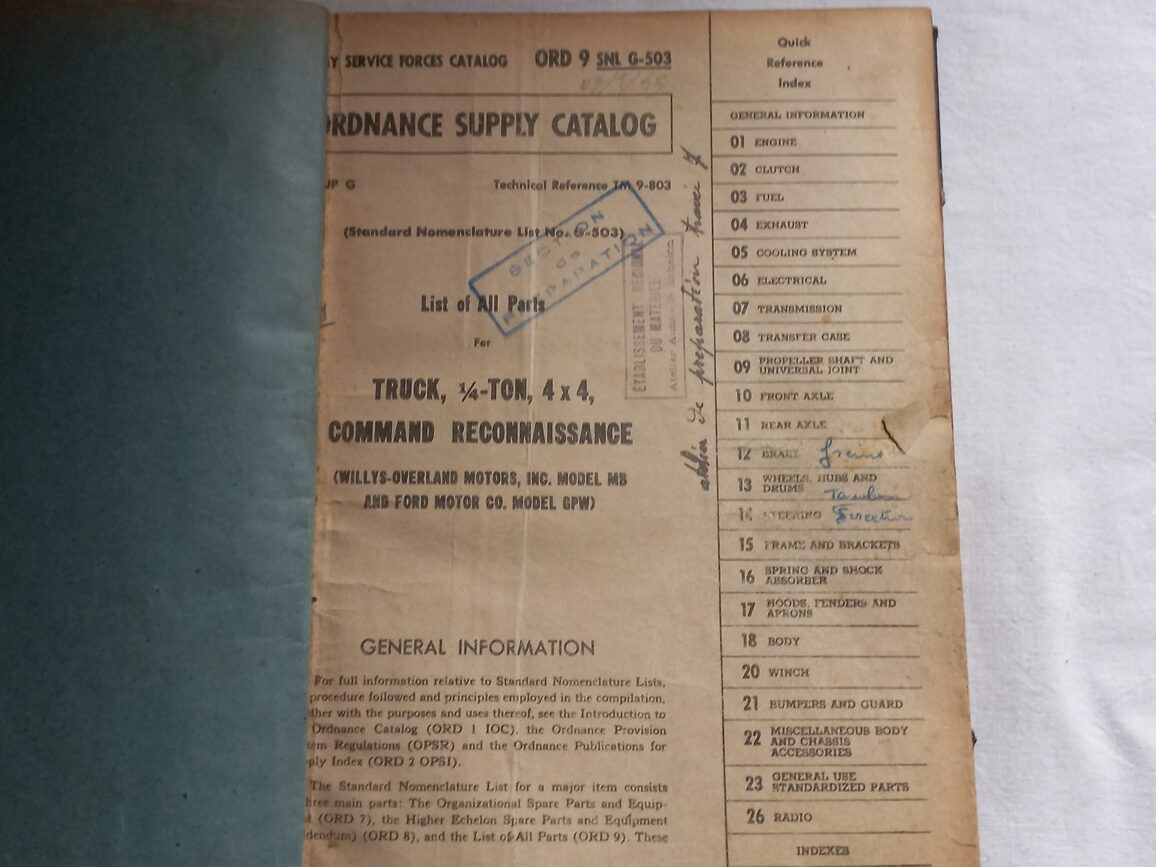 Y SERVICE FORCES CATALOG ORD 9 SNL G-503
RDNANCE SUPPLY CATALOG
UP G Technical Reference TM 9-803
(Standard Nomenclature List No. G-503)
SECTION
PREPARATION
ÉTABLISSEMENT RÉGIONAL
DU MATÉRIEL
atelier de preparation
List of All Parts
For
TRUCK, ¼-TON, 4 x 4,
COMMAND RECONNAISSANCE
(WILLYS-OVERLAND MOTORS, INC. MODEL MB
AND FORD MOTOR CO. MODEL GPW)
GENERAL INFORMATION
For full information relative to Standard Nomenclature Lists,
procedure followed and principles employed in the compilation,
ther with the purposes and uses thereof, see the Introduction to
Ordnance Catalog (ORD 1 IOC), the Ordnance Provision
tem Regulations (OPSR) and the Ordnance Publications for
ply Index (ORD 2 OPSI).
The Standard Nomenclature List for a major item consists
hree main parts: The Organizational Spare Parts and Equip-
t (ORD 7), the Higher Echelon Spare Parts and Equipment
dendum) (ORD 8), and the List of All Parts (ORD 9). These
Quick
Reference
Index
GENERAL INFORMATION
01 ENGINE
02 CLUTCH
03 FUEL
04 EXHAUST
05 COOLING SYSTEM
06 ELECTRICAL
07 TRANSMISSION
08 TRANSFER CASE
09 PROPELLER SHAFT AND
UNIVERSAL JOINT
10 FRONT AXLE
11 REAR AXLE
12 BRAKE freins
13 WHEELS, HUBS AND
DRUMS
14 STEERING Direction
15 FRAME AND BRACKETS
16 SPRING AND SHOCK
ABSORBER
17 HOODS, FENDERS AND
APRONS
18 BODY
20 WINCH
21 BUMPERS AND GUARD
22 MISCELLANEOUS BODY
AND CHASSIS
ACCESSORIES
23 GENERAL USE
STANDARDIZED PARTS
26 RADIO
INDEXES